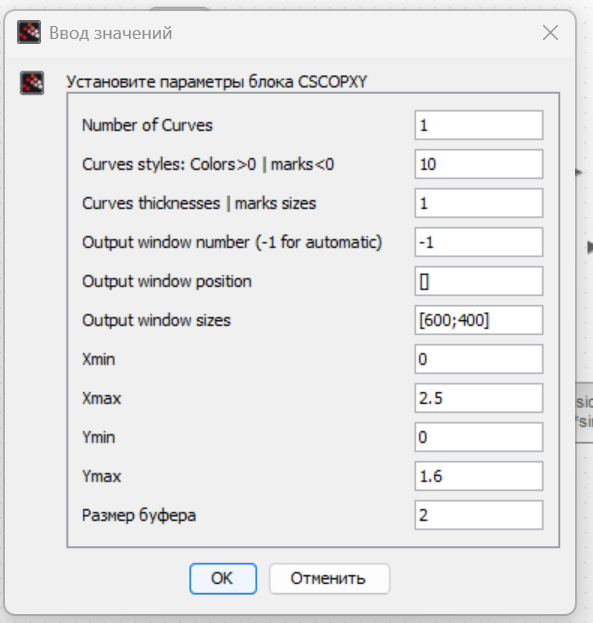 Ввод значений
Установите параметры блока CSCOPXY
Number of Curves 1
Curves styles: Colors>0 | marks<0 10
Curves thicknesses | marks sizes 1
Output window number (-1 for automatic) -1
Output window position []
Output window sizes [600;400]
Xmin 0
Xmax 2.5
Ymin 0
Ymax 1.6
Размер буфера 2
OK Отменить